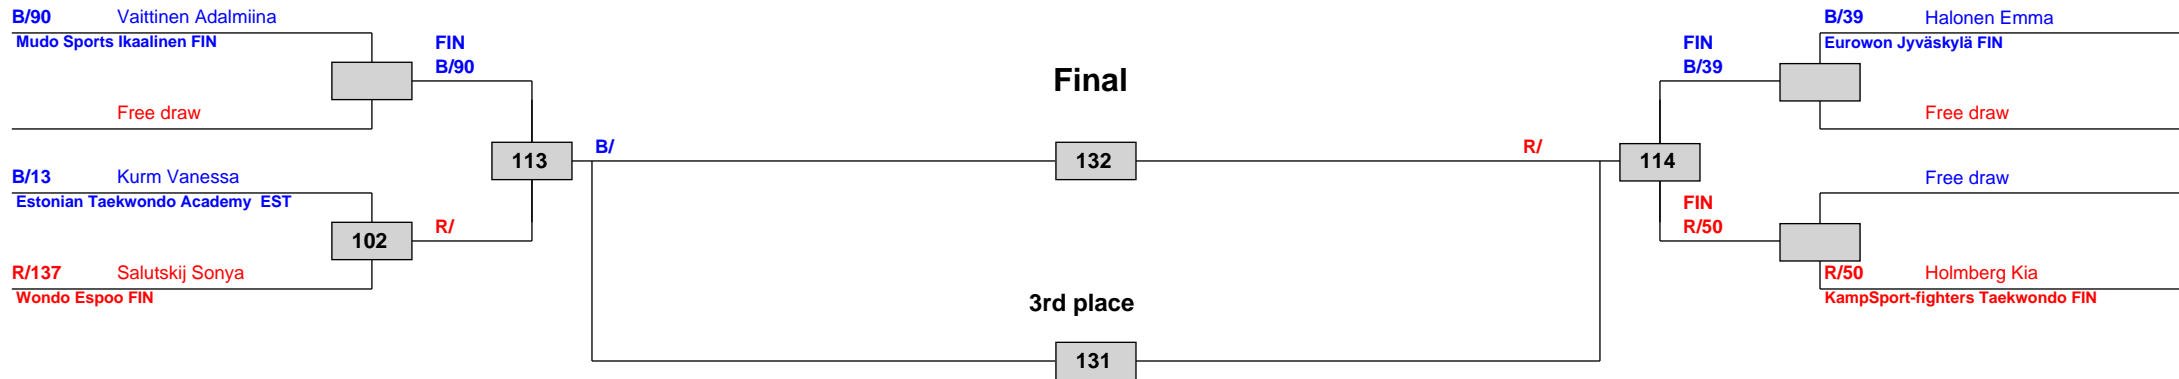 B/90 Vaittinen Adalmiina
Mudo Sports Ikaalinen FIN
Free draw
B/13 Kurm Vanessa
Estonian Taekwondo Academy  EST
R/137 Salutskij Sonya
Wondo Espoo FIN
FIN
B/90
102
R/
113
B/
Final
132
3rd place
131
R/
114
FIN
B/39
FIN
R/50
B/39 Halonen Emma
Eurowon Jyväskylä FIN
Free draw
Free draw
R/50 Holmberg Kia
KampSport-fighters Taekwondo FIN